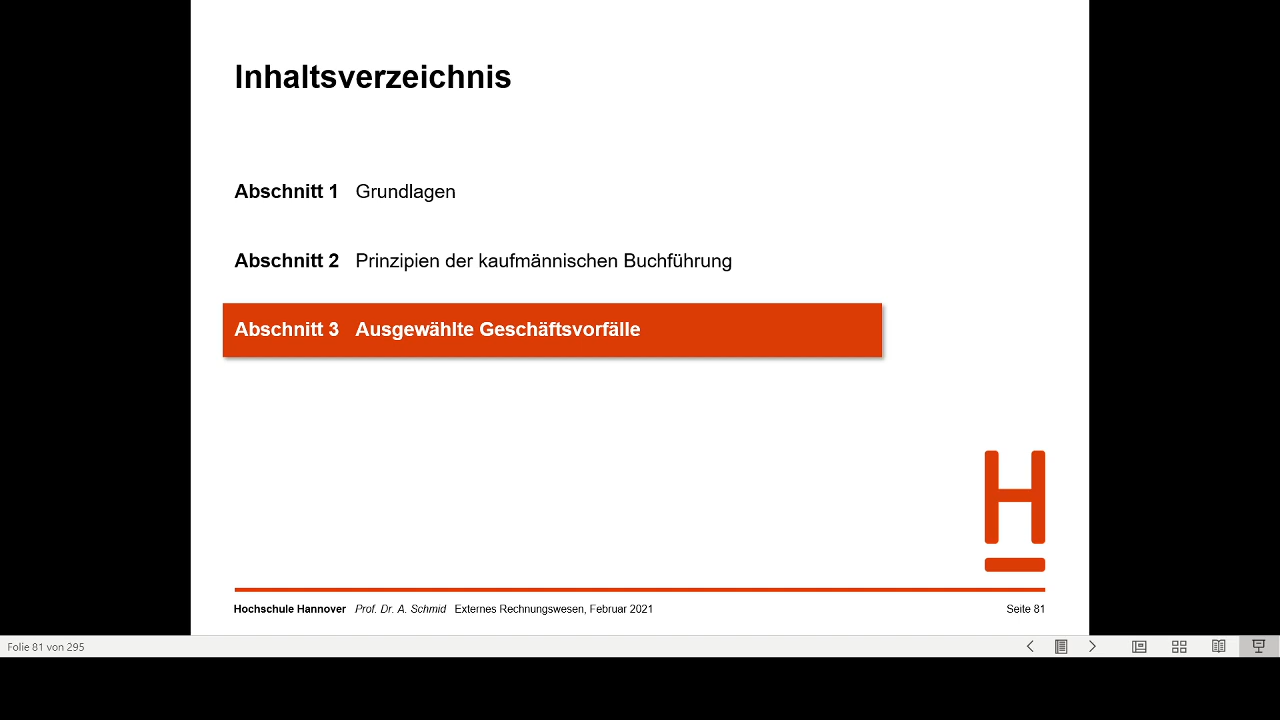 Inhaltsverzeichnis
Abschnitt 1 Grundlagen
Abschnitt 2 Prinzipien der kaufmännischen Buchführung
Abschnitt 3 Ausgewählte Geschäftsvorfälle
H
Hochschule Hannover Prof. Dr. A. Schmid Externes Rechnungswesen, Februar 2021 Seite 81
Folie 81 von 295